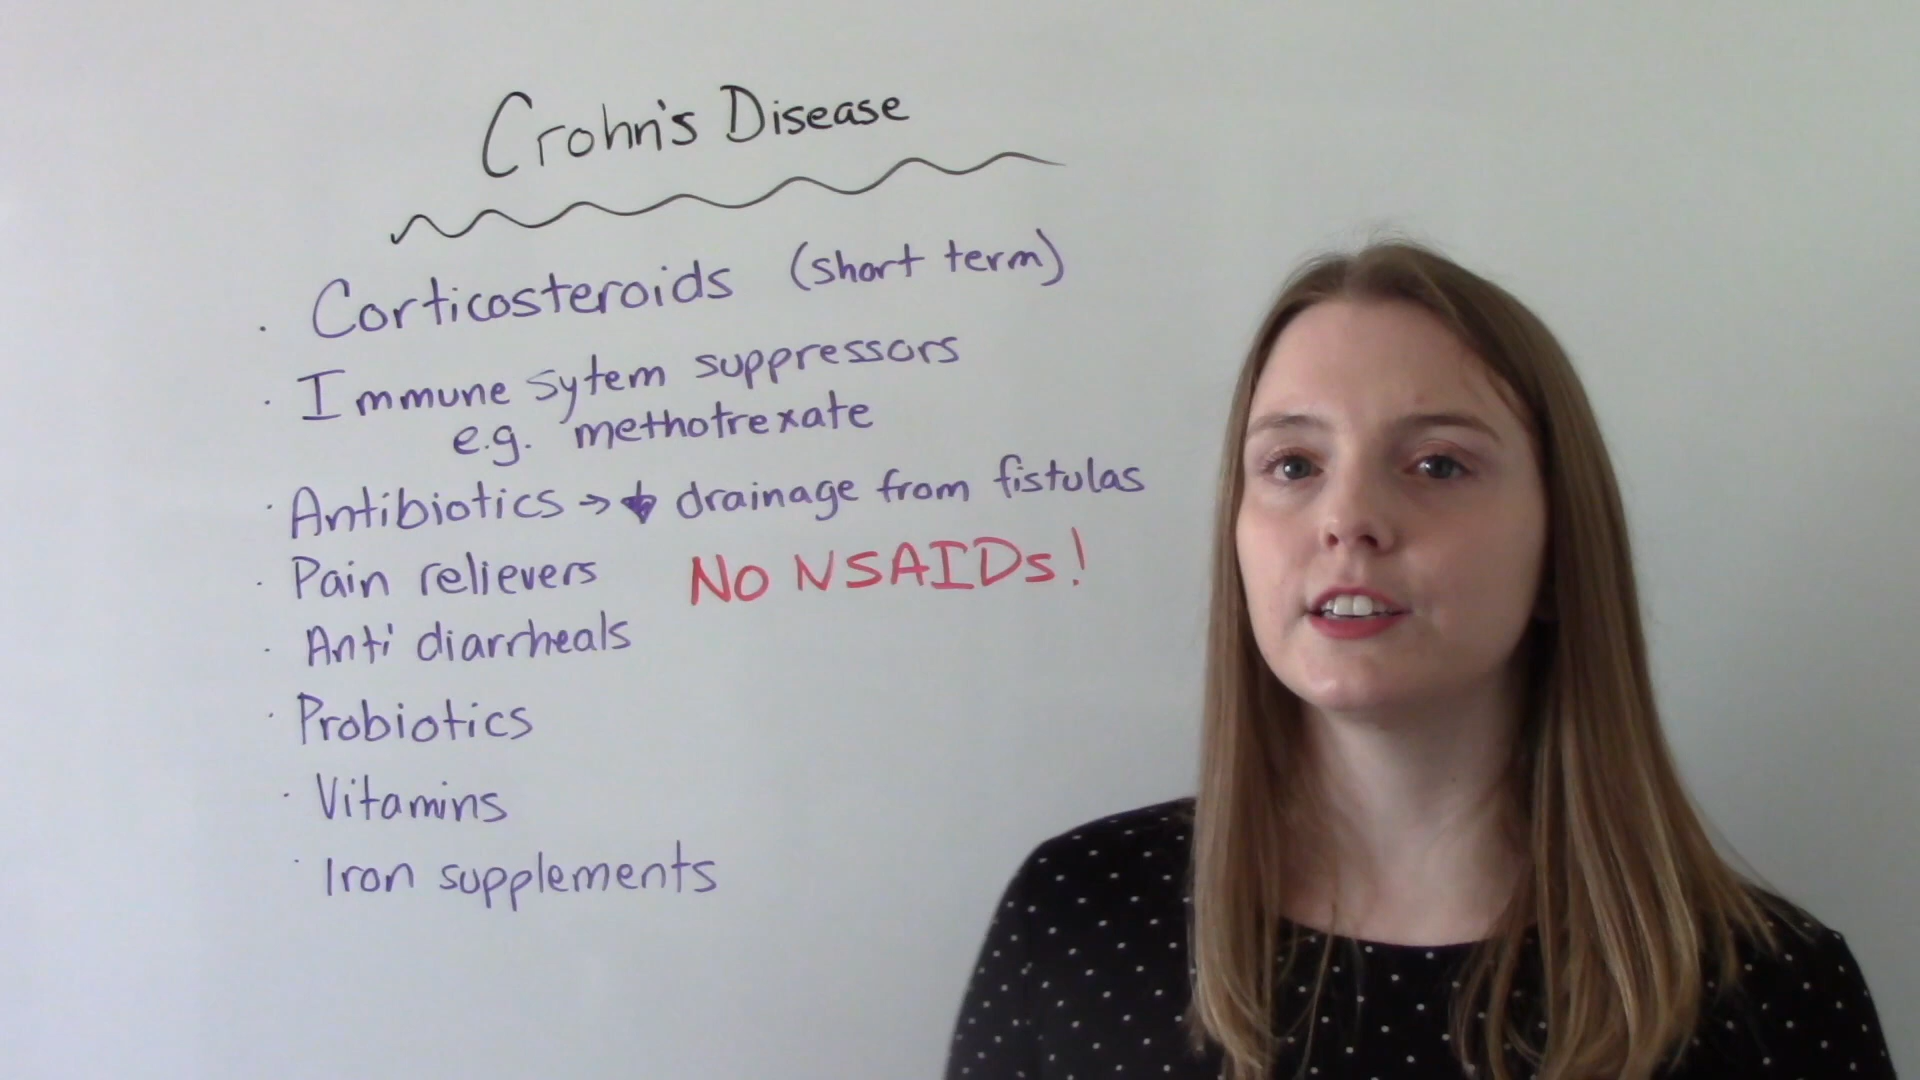 Crohn's Disease
· Corticosteroids (short term)
· Immune sytem suppressors
e.g. methotrexate
· Antibiotics → ↓ drainage from fistulas
· Pain relievers NO NSAIDs!
· Anti diarrheals
· Probiotics
· Vitamins
· Iron supplements